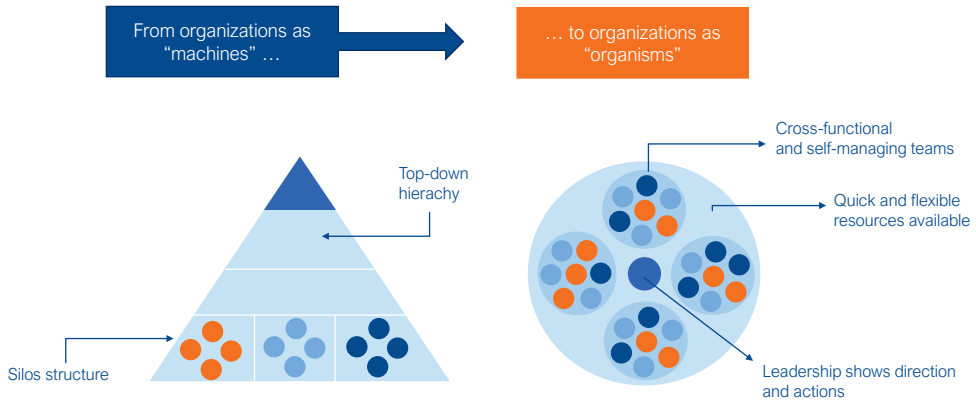 From organizations as
“machines” …
… to organizations as
“organisms”
Top-down
hierachy
Silos structure
Cross-functional
and self-managing teams
Quick and flexible
resources available
Leadership shows direction
and actions